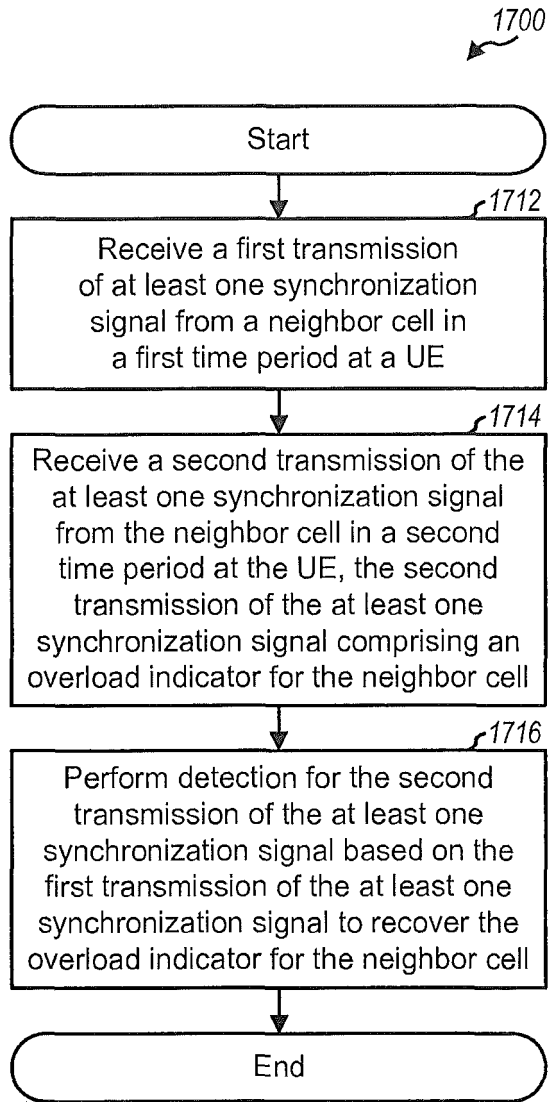 1700
Start
1712
Receive a first transmission
of at least one synchronization
signal from a neighbor cell in
a first time period at a UE
1714
Receive a second transmission of the
at least one synchronization signal
from the neighbor cell in a second
time period at the UE, the second
transmission of the at least one
synchronization signal comprising an
overload indicator for the neighbor cell
1716
Perform detection for the second
transmission of the at least one
synchronization signal based on the
first transmission of the at least one
synchronization signal to recover the
overload indicator for the neighbor cell
End